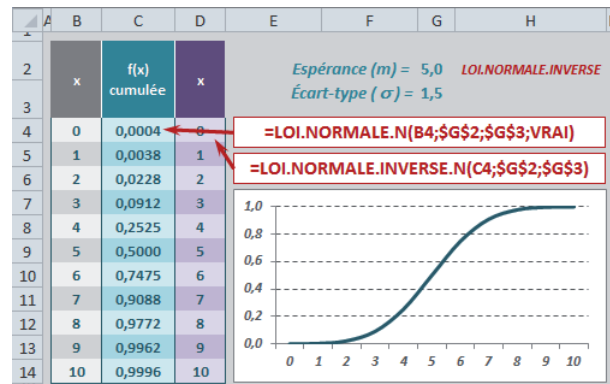 A B C D E F G H
2 x f(x) cumulée x Espérance (m) = 5,0 LOI.NORMALE.INVERSE
3 Écart-type ( σ ) = 1,5
4 0 0,0004 0 =LOI.NORMALE.N(B4;$G$2;$G$3;VRAI)
5 1 0,0038 1 =LOI.NORMALE.INVERSE.N(C4;$G$2;$G$3)
6 2 0,0228 2
7 3 0,0912 3
8 4 0,2525 4
9 5 0,5000 5
10 6 0,7475 6
11 7 0,9088 7
12 8 0,9772 8
13 9 0,9962 9
14 10 0,9996 10
1,0
0,8
0,6
0,4
0,2
0,0
0 1 2 3 4 5 6 7 8 9 10